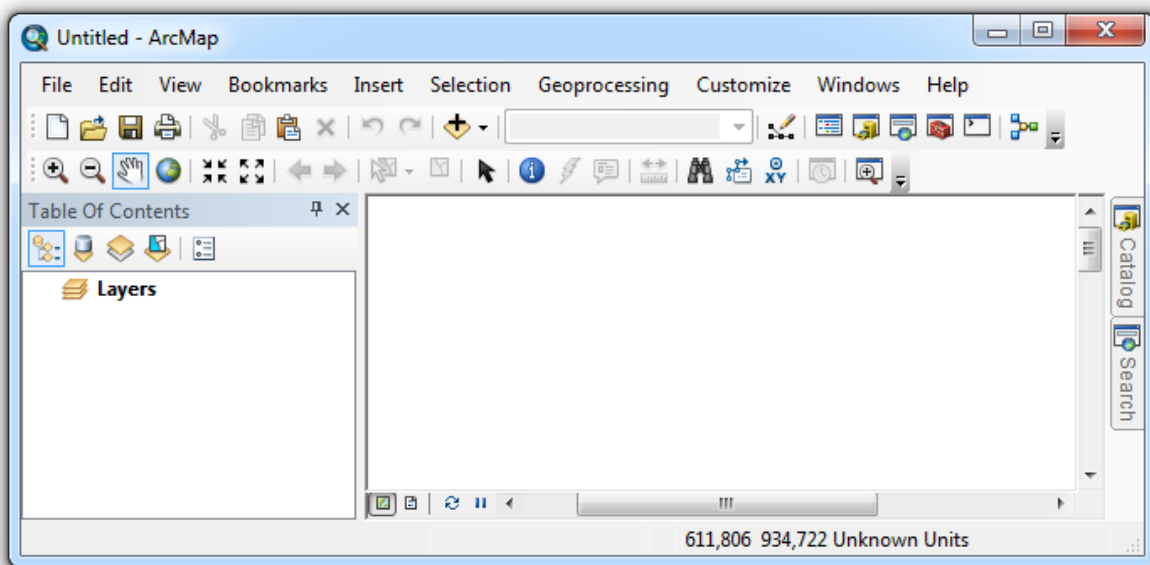 Untitled - ArcMap
File Edit View Bookmarks Insert Selection Geoprocessing Customize Windows Help
XY
Table Of Contents
Layers
Catalog
Search
611,806 934,722 Unknown Units